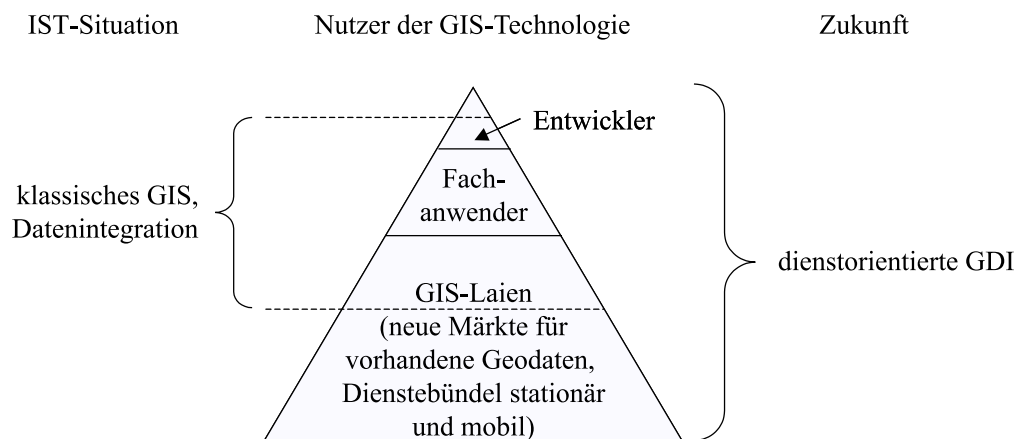 IST-Situation
Nutzer der GIS-Technologie
Zukunft
Entwickler
klassisches GIS,
Datenintegration
Fach-
anwender
dienstorientierte GDI
GIS-Laien
(neue Märkte für
vorhandene Geodaten,
Dienstebündel stationär
und mobil)